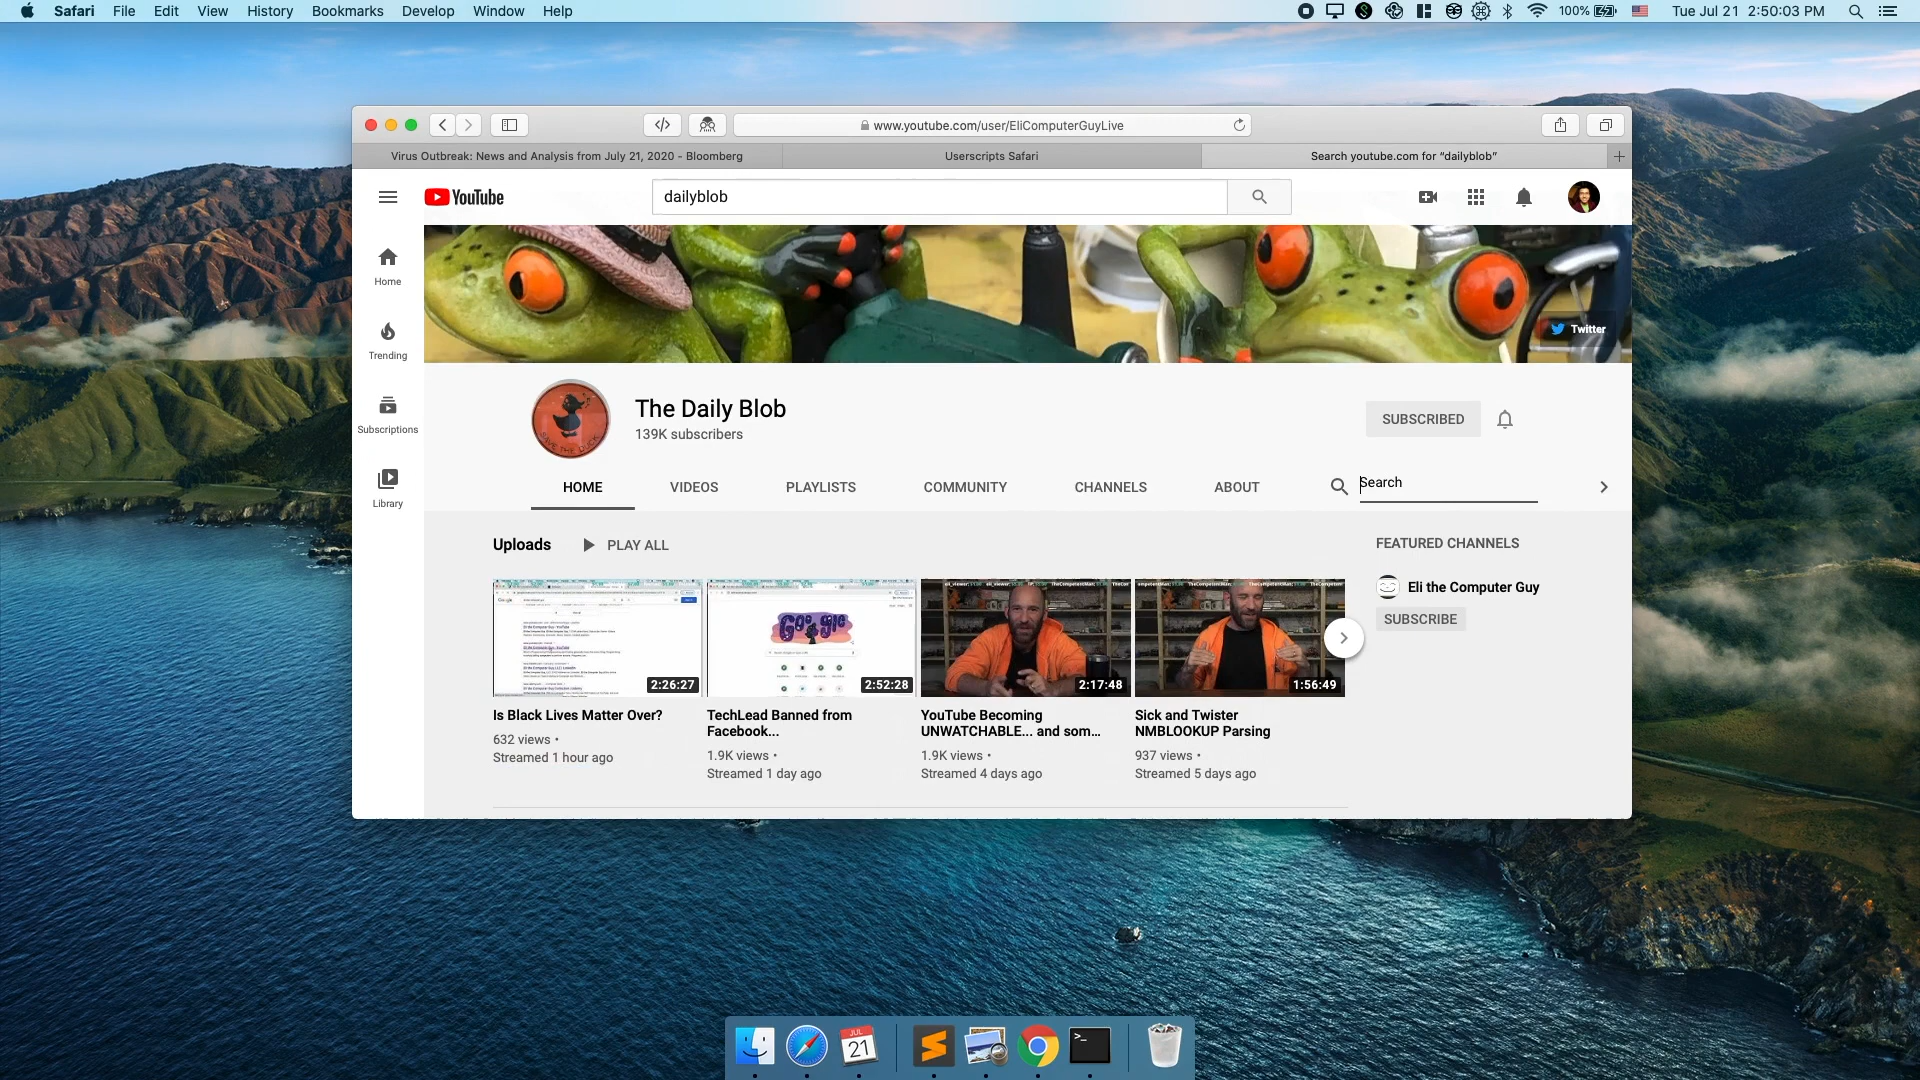 Safari File Edit View History Bookmarks Develop Window Help
100%
Tue Jul 21 2:50:03 PM
www.youtube.com/user/EliComputerGuyLive
Virus Outbreak: News and Analysis from July 21, 2020 - Bloomberg
Userscripts Safari
Search youtube.com for “dailyblob”
YouTube
dailyblob
Home
Trending
Subscriptions
Library
Twitter
SAVE THE DUCK
The Daily Blob
139K subscribers
SUBSCRIBED
HOME
VIDEOS
PLAYLISTS
COMMUNITY
CHANNELS
ABOUT
Search
Uploads
PLAY ALL
FEATURED CHANNELS
Eli the Computer Guy
SUBSCRIBE
2:26:27
2:52:28
2:17:48
1:56:49
Is Black Lives Matter Over?
632 views •
Streamed 1 hour ago
TechLead Banned from
Facebook...
1.9K views •
Streamed 1 day ago
YouTube Becoming
UNWATCHABLE... and som...
1.9K views •
Streamed 4 days ago
Sick and Twister
NMBLOOKUP Parsing
937 views •
Streamed 5 days ago
JUL
21